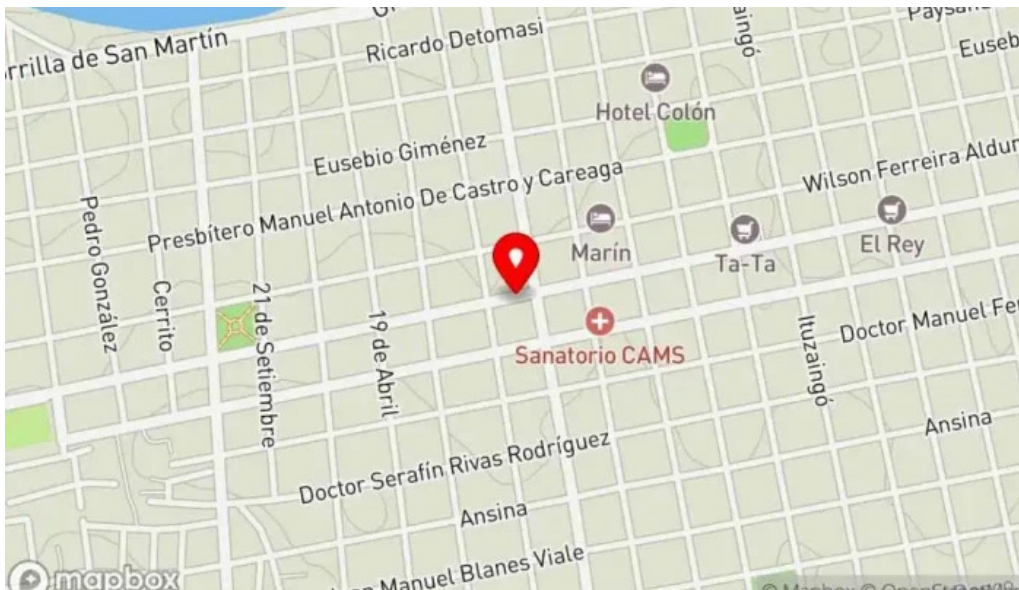 orrilla de San Martín
Ricardo Detomasi
Paysan
Euseb
Hotel Colón
Eusebio Giménez
Presbítero Manuel Antonio De Castro y Careaga
Wilson Ferreira Aldun
Pedro González
Cerrito
21 de Setiembre
19 de Abril
Marín
Ta-Ta
El Rey
Sanatorio CAMS
Ituzaingó
Doctor Manuel Fe
Doctor Serafín Rivas Rodríguez
Ansina
Ansina
Manuel Blanes Viale
mapbox